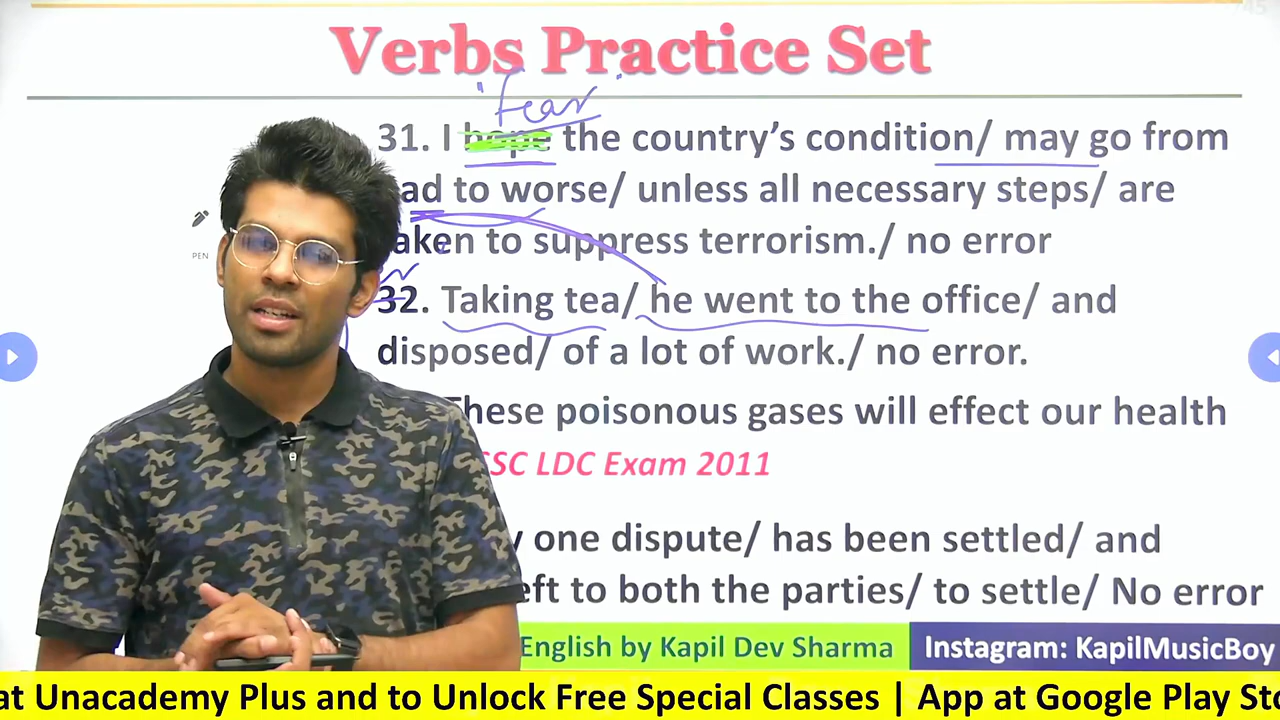 Verbs Practice Set
"fear"
31. I hope the country's condition/ may go from
ad to worse/ unless all necessary steps/ are
aken to suppress terrorism./ no error
PEN
32. Taking tea/ he went to the office/ and
disposed/ of a lot of work./ no error.
These poisonous gases will effect our health
SSC LDC Exam 2011
y one dispute/ has been settled/ and
eft to both the parties/ to settle/ No error
English by Kapil Dev Sharma
Instagram: KapilMusicBoy
at Unacademy Plus and to Unlock Free Special Classes | App at Google Play Sto